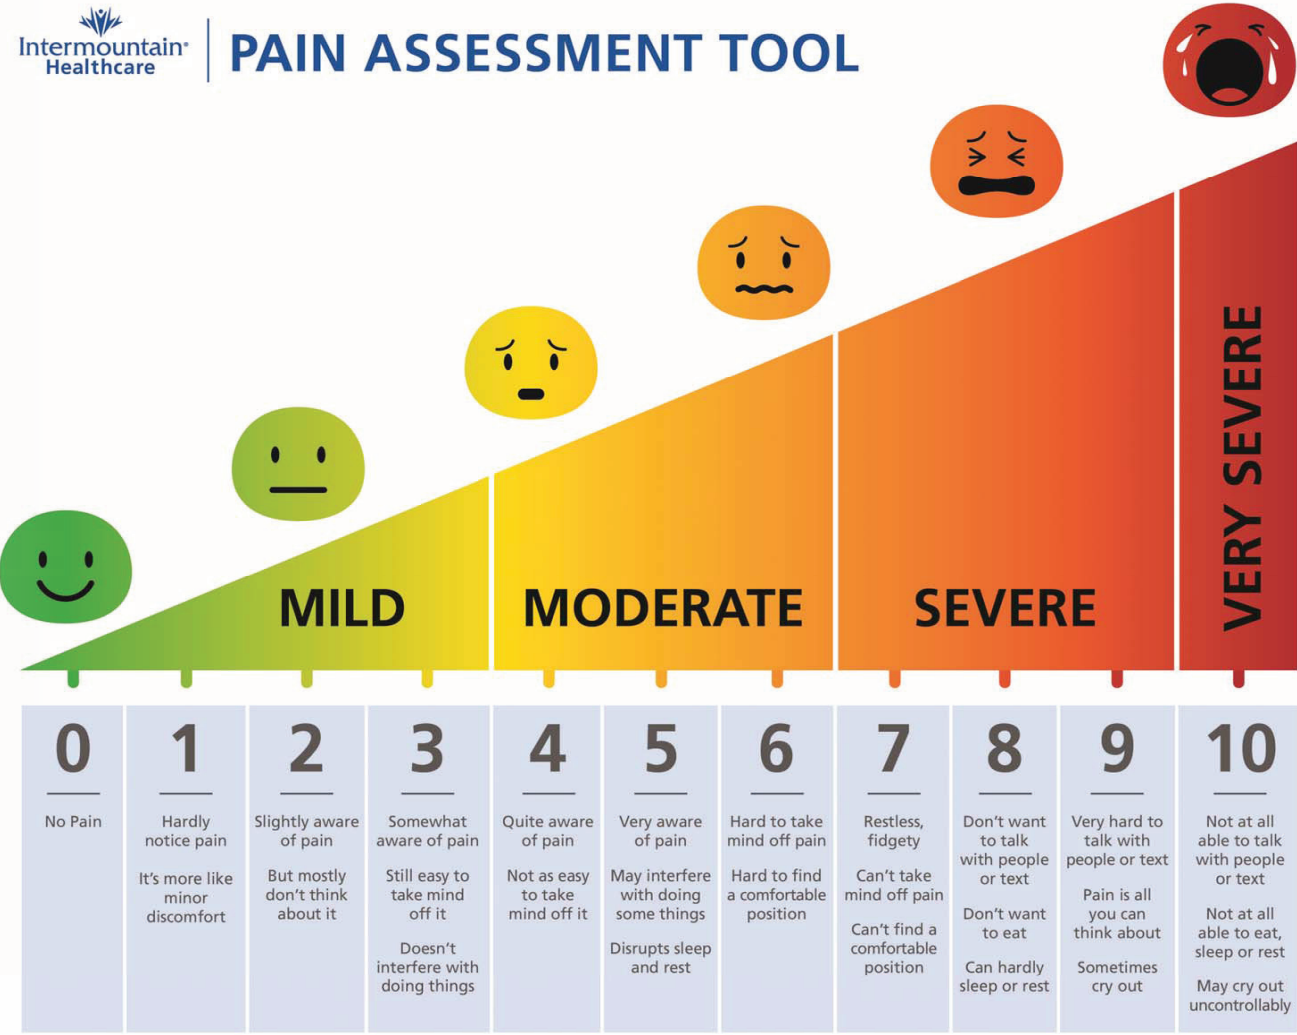 Intermountain®
Healthcare
PAIN ASSESSMENT TOOL
MILD
MODERATE
SEVERE
VERY SEVERE
0
No Pain
1
Hardly
notice pain
It's more like
minor
discomfort
2
Slightly aware
of pain
But mostly
don't think
about it
3
Somewhat
aware of pain
Still easy to
take mind
off it
Doesn't
interfere with
doing things
4
Quite aware
of pain
Not as easy
to take
mind off it
5
Very aware
of pain
May interfere
with doing
some things
Disrupts sleep
and rest
6
Hard to take
mind off pain
Hard to find
a comfortable
position
7
Restless,
fidgety
Can't take
mind off pain
Can't find a
comfortable
position
8
Don't want
to talk
with people
or text
Don't want
to eat
Can hardly
sleep or rest
9
Very hard to
talk with
people or text
Pain is all
you can
think about
Sometimes
cry out
10
Not at all
able to talk
with people
or text
Not at all
able to eat,
sleep or rest
May cry out
uncontrollably